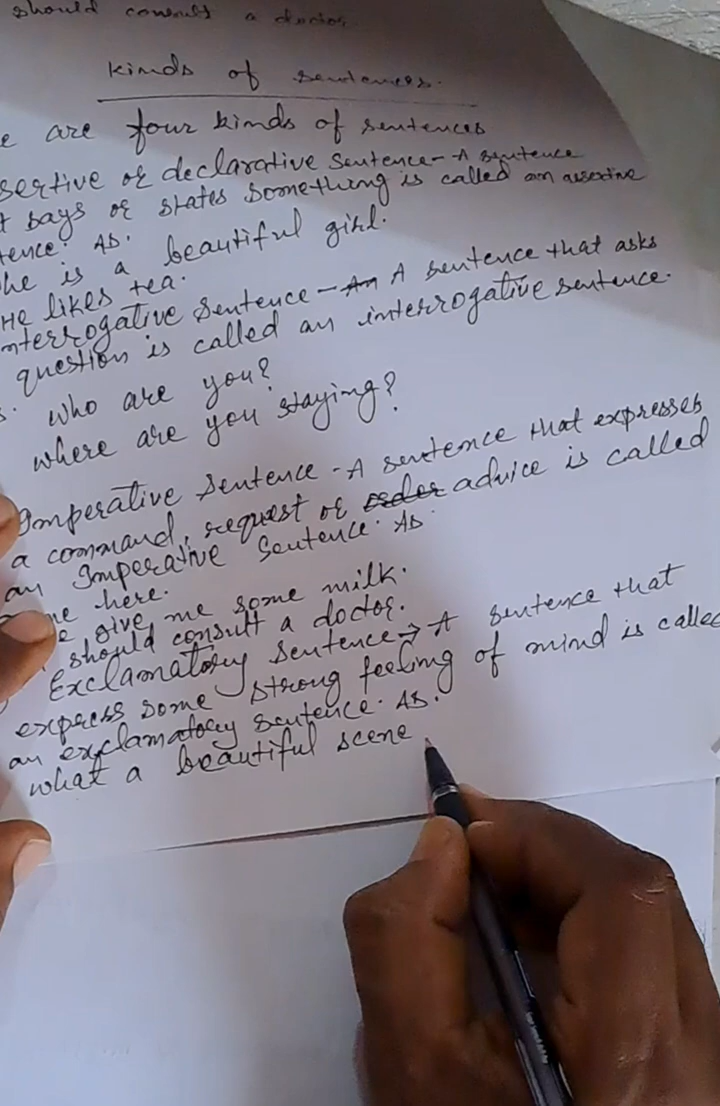 should consult a doctor
Kinds of sentences.
e are four kinds of sentences
sertive or declarative sentence - A sentence
t says or states something is called an assertive
tence. As.
he is a beautiful girl.
He likes tea.
nterrogative sentence - An A sentence that asks
question is called an interrogative sentence.
s. Who are you?
where are you staying?
Imperative sentence - A sentence that expresses
a command, request or order advice is called
an Imperative Sentence. As
me here.
e give me some milk.
should consult a doctor.
Exclamatory sentence → A sentence that
express some strong feeling of mind is called
an exclamatory sentence. As.
what a beautiful scene